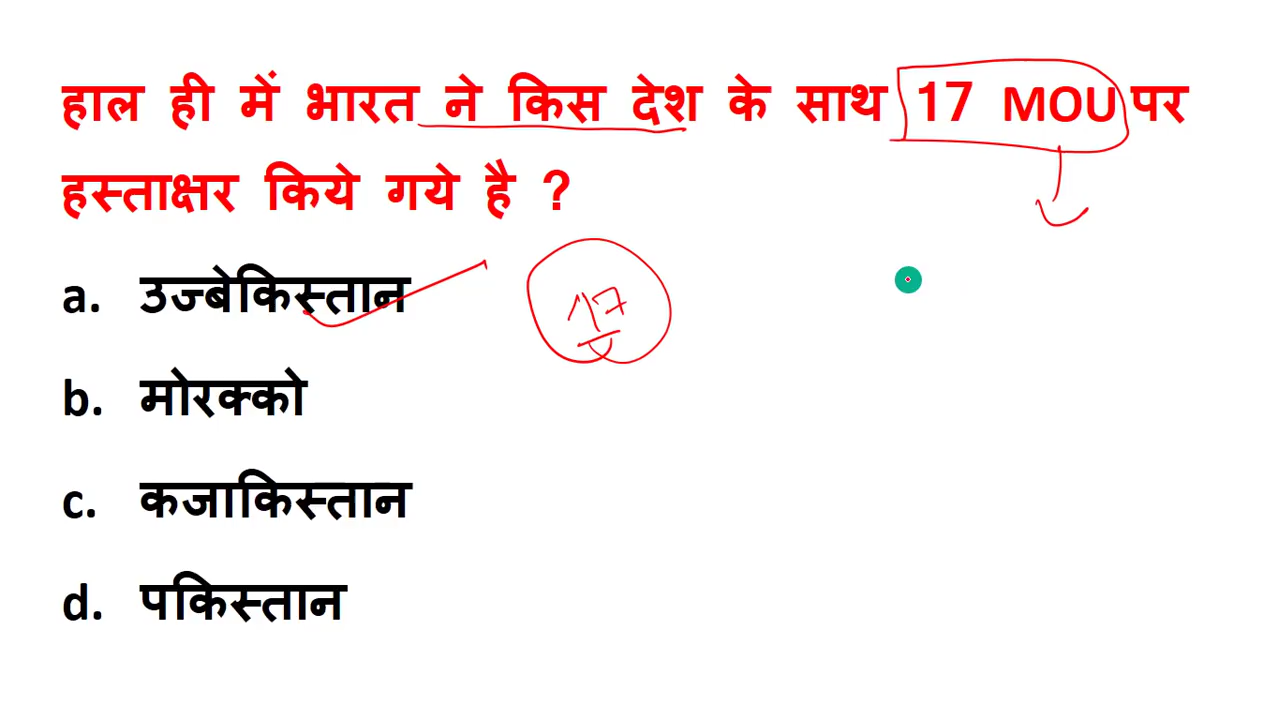 हाल ही में भारत ने किस देश के साथ 17 MOU पर
हस्ताक्षर किये गये है ?
a. उज्बेकिस्तान
17
b. मोरक्को
c. कजाकिस्तान
d. पकिस्तान